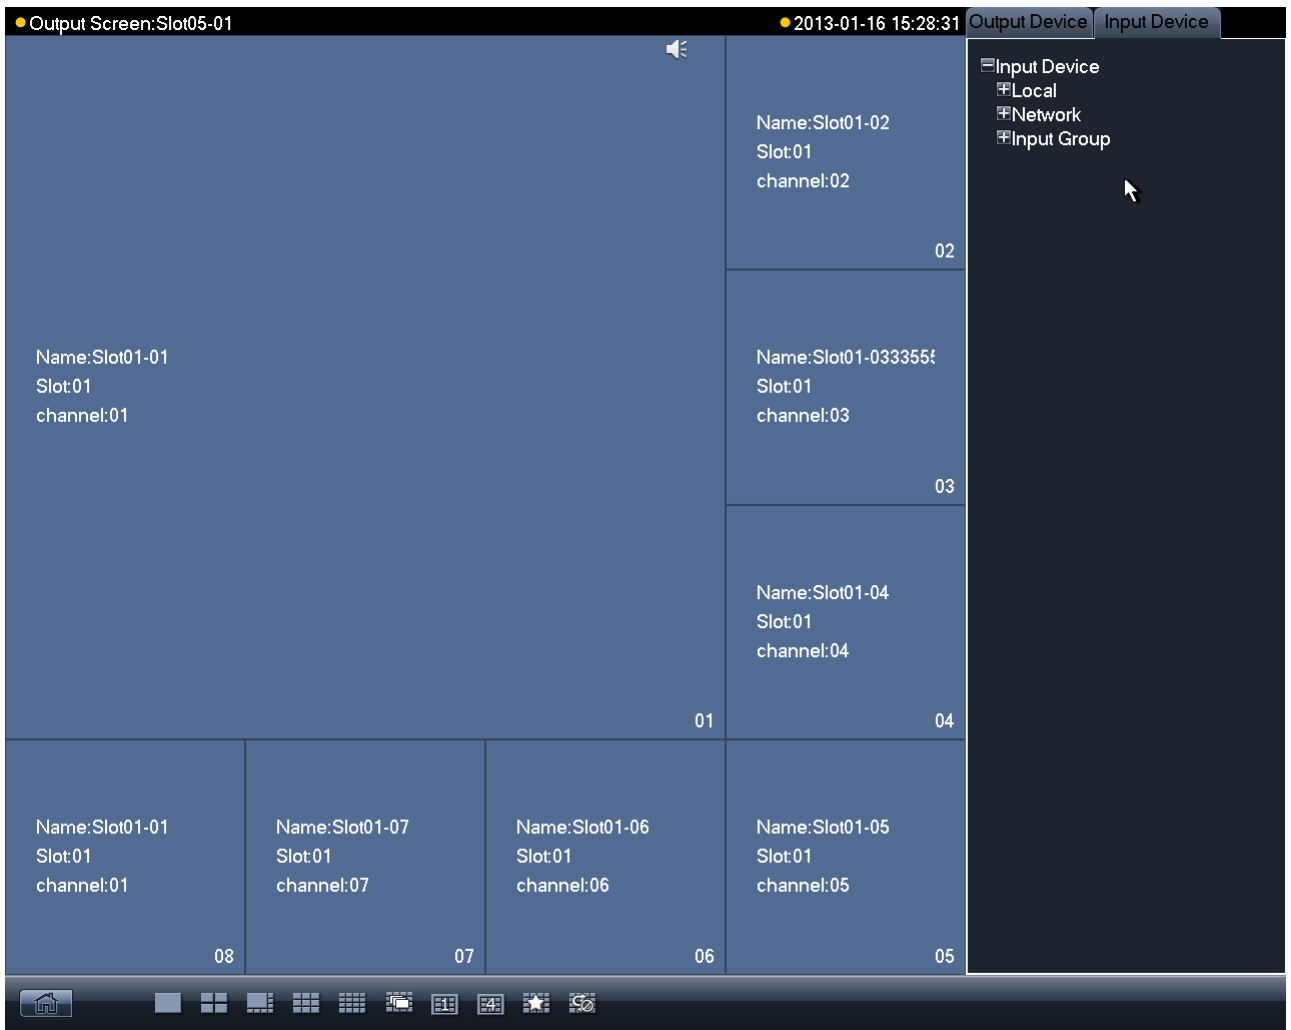 Output Screen:Slot05-01
2013-01-16 15:28:31
Output Device
Input Device
Input Device
Local
Network
Input Group
Name:Slot01-01
Slot:01
channel:01
01
Name:Slot01-02
Slot:01
channel:02
02
Name:Slot01-033355
Slot:01
channel:03
03
Name:Slot01-04
Slot:01
channel:04
04
Name:Slot01-01
Slot:01
channel:01
08
Name:Slot01-07
Slot:01
channel:07
07
Name:Slot01-06
Slot:01
channel:06
06
Name:Slot01-05
Slot:01
channel:05
05
1
4